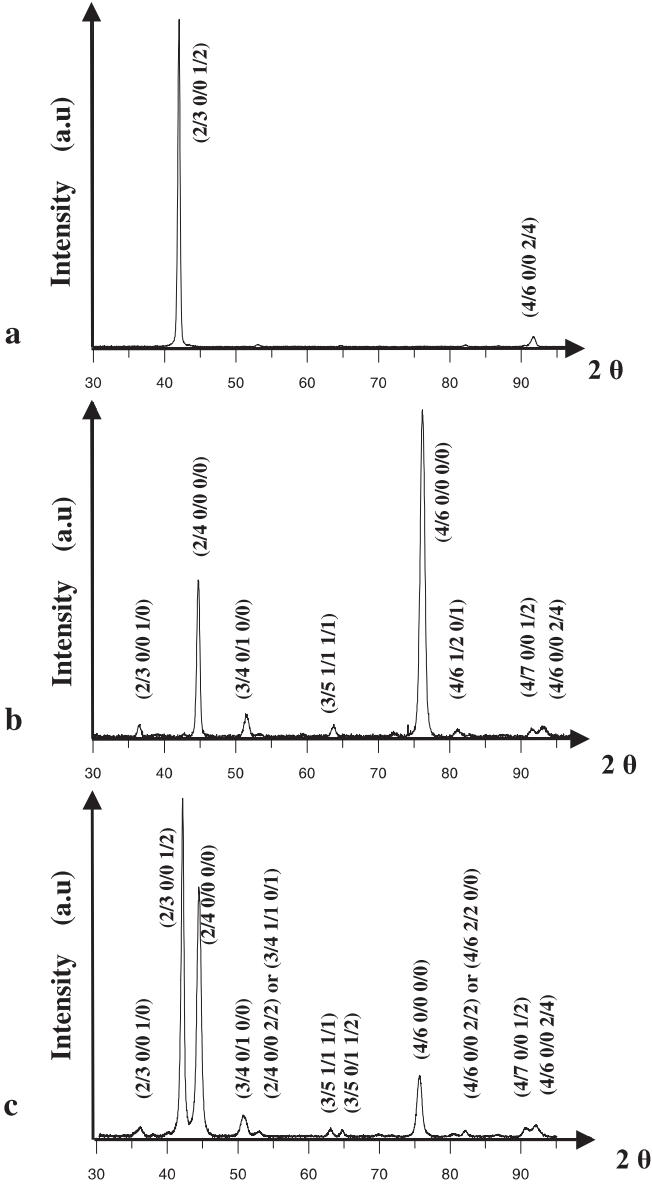 Intensity (a.u)
(2/3 0/0 1/2)
(4/6 0/0 2/4)
a
30 40 50 60 70 80 90
2 θ
Intensity (a.u)
(2/3 0/0 1/0)
(2/4 0/0 0/0)
(3/4 0/1 0/0)
(3/5 1/1 1/1)
(4/6 0/0 0/0)
(4/6 1/2 0/1)
(4/7 0/0 1/2)
(4/6 0/0 2/4)
b
30 40 50 60 70 80 90
2 θ
Intensity (a.u)
(2/3 0/0 1/0)
(2/3 0/0 1/2)
(2/4 0/0 0/0)
(3/4 0/1 0/0)
(2/4 0/0 2/2) or (3/4 1/1 0/1)
(3/5 1/1 1/1)
(3/5 0/1 1/2)
(4/6 0/0 0/0)
(4/6 0/0 2/2) or (4/6 2/2 0/0)
(4/7 0/0 1/2)
(4/6 0/0 2/4)
c
30 40 50 60 70 80 90
2 θ